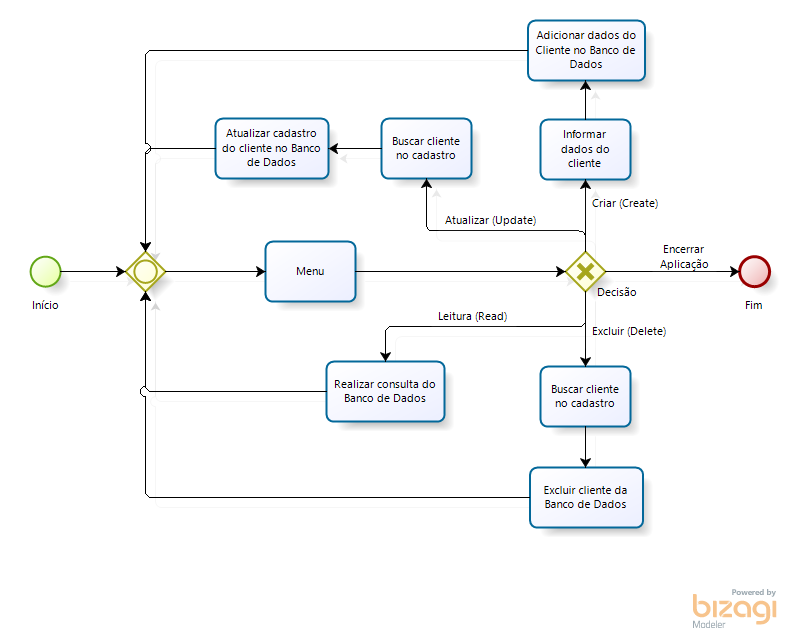 Adicionar dados do
Cliente no Banco de
Dados
Atualizar cadastro
do cliente no Banco
de Dados
Buscar cliente
no cadastro
Informar
dados do
cliente
Criar (Create)
Atualizar (Update)
Encerrar
Aplicação
Menu
Início
Decisão
Fim
Leitura (Read)
Excluir (Delete)
Realizar consulta do
Banco de Dados
Buscar cliente
no cadastro
Excluir cliente da
Banco de Dados
Powered by
bizagi
Modeler